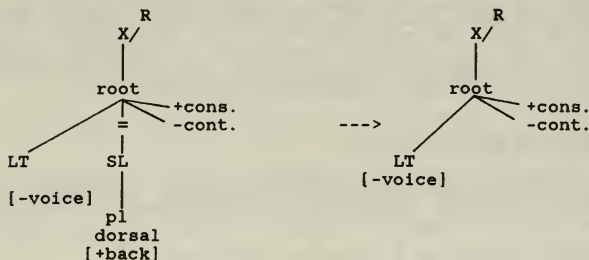 R R
X/ X/
root root
+cons. +cons.
= -cont. -cont.
---> 
LT SL LT
[-voice]
[-voice]
pl
dorsal
[+back]